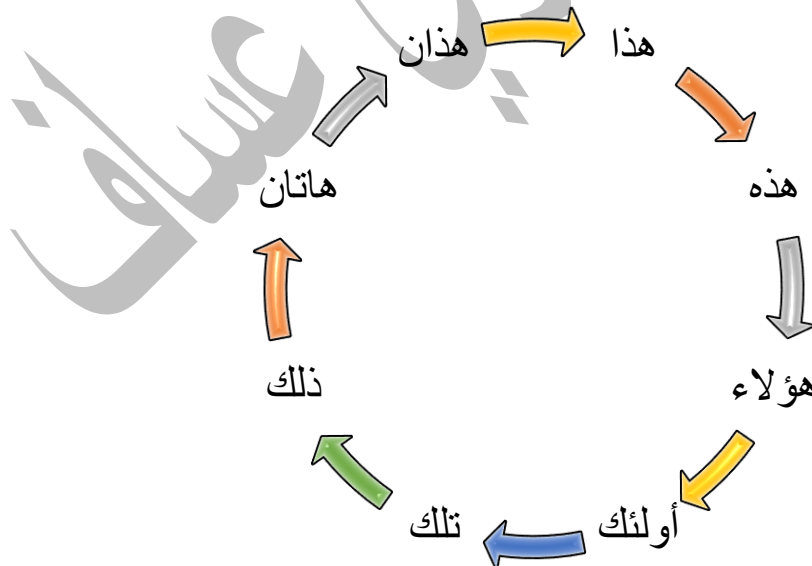 هذا
هذه
هؤلاء
أولئك
تلك
ذلك
هاتان
هذان
عساف